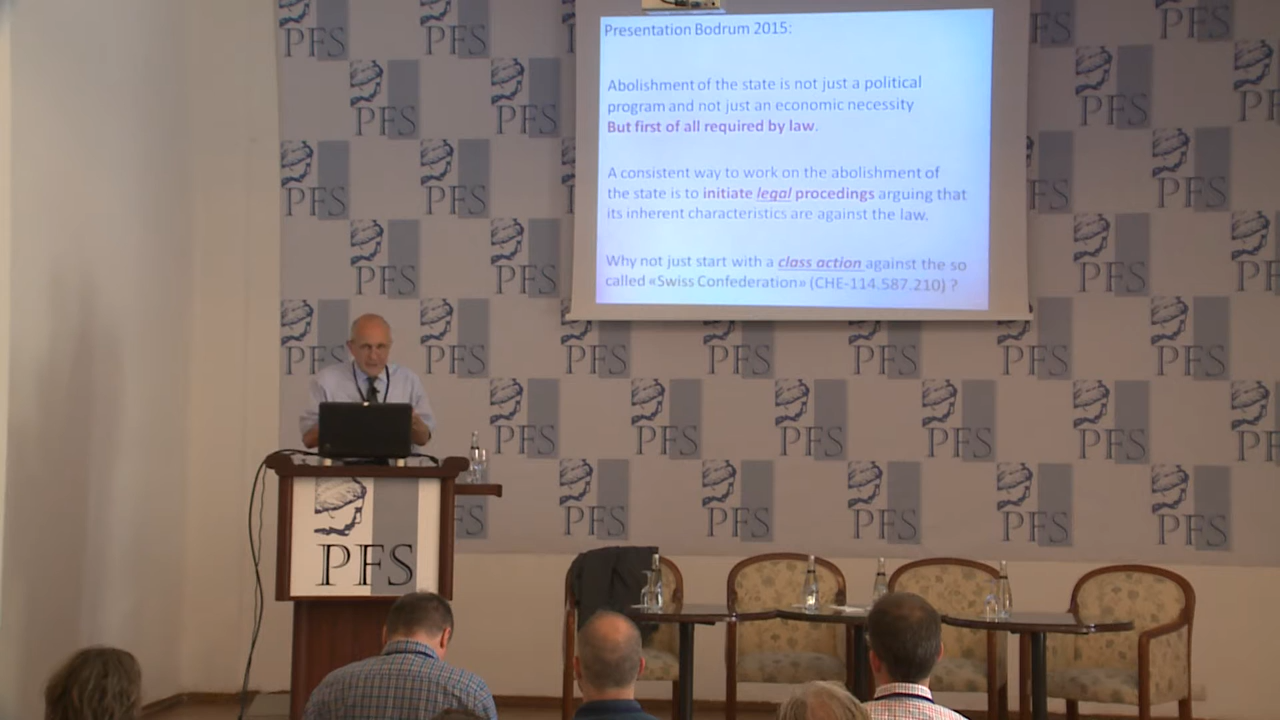 Presentation Bodrum 2015:
Abolishment of the state is not just a political
program and not just an economic necessity
But first of all required by law.
A consistent way to work on the abolishment of
the state is to initiate legal procedings arguing that
its inherent characteristics are against the law.
Why not just start with a class action against the so
called «Swiss Confederation» (CHE-114.587.210) ?
PFS